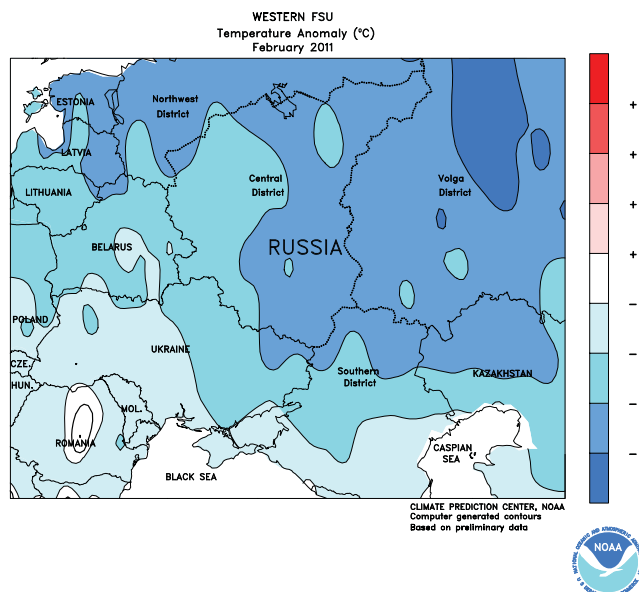 WESTERN FSU
Temperature Anomaly (°C)
February 2011
ESTONIA
Northwest
District
LATVIA
LITHUANIA
Central
District
Volga
District
BELARUS
RUSSIA
POLAND
UKRAINE
CZE.
HUN.
Southern
District
KAZAKHSTAN
MOL.
ROMANIA
CASPIAN
SEA
BLACK SEA
+
+
+
+
-
-
-
-
CLIMATE PREDICTION CENTER, NOAA
Computer generated contours
Based on preliminary data
NOAA